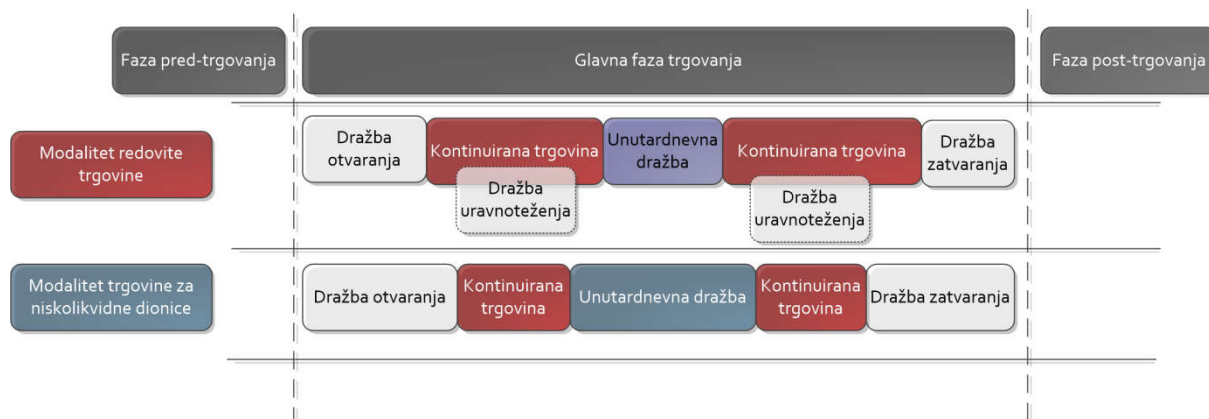 Faza pred-trgovanja
Glavna faza trgovanja
Faza post-trgovanja
Modalitet redovite
trgovine
Dražba
otvaranja
Kontinuirana trgovina
Unutardnevna
dražba
Kontinuirana trgovina
Dražba
zatvaranja
Dražba
uravnoteženja
Dražba
uravnoteženja
Modalitet trgovine za
niskolikvidne dionice
Dražba otvaranja
Kontinuirana
trgovina
Unutardnevna dražba
Kontinuirana
trgovina
Dražba zatvaranja